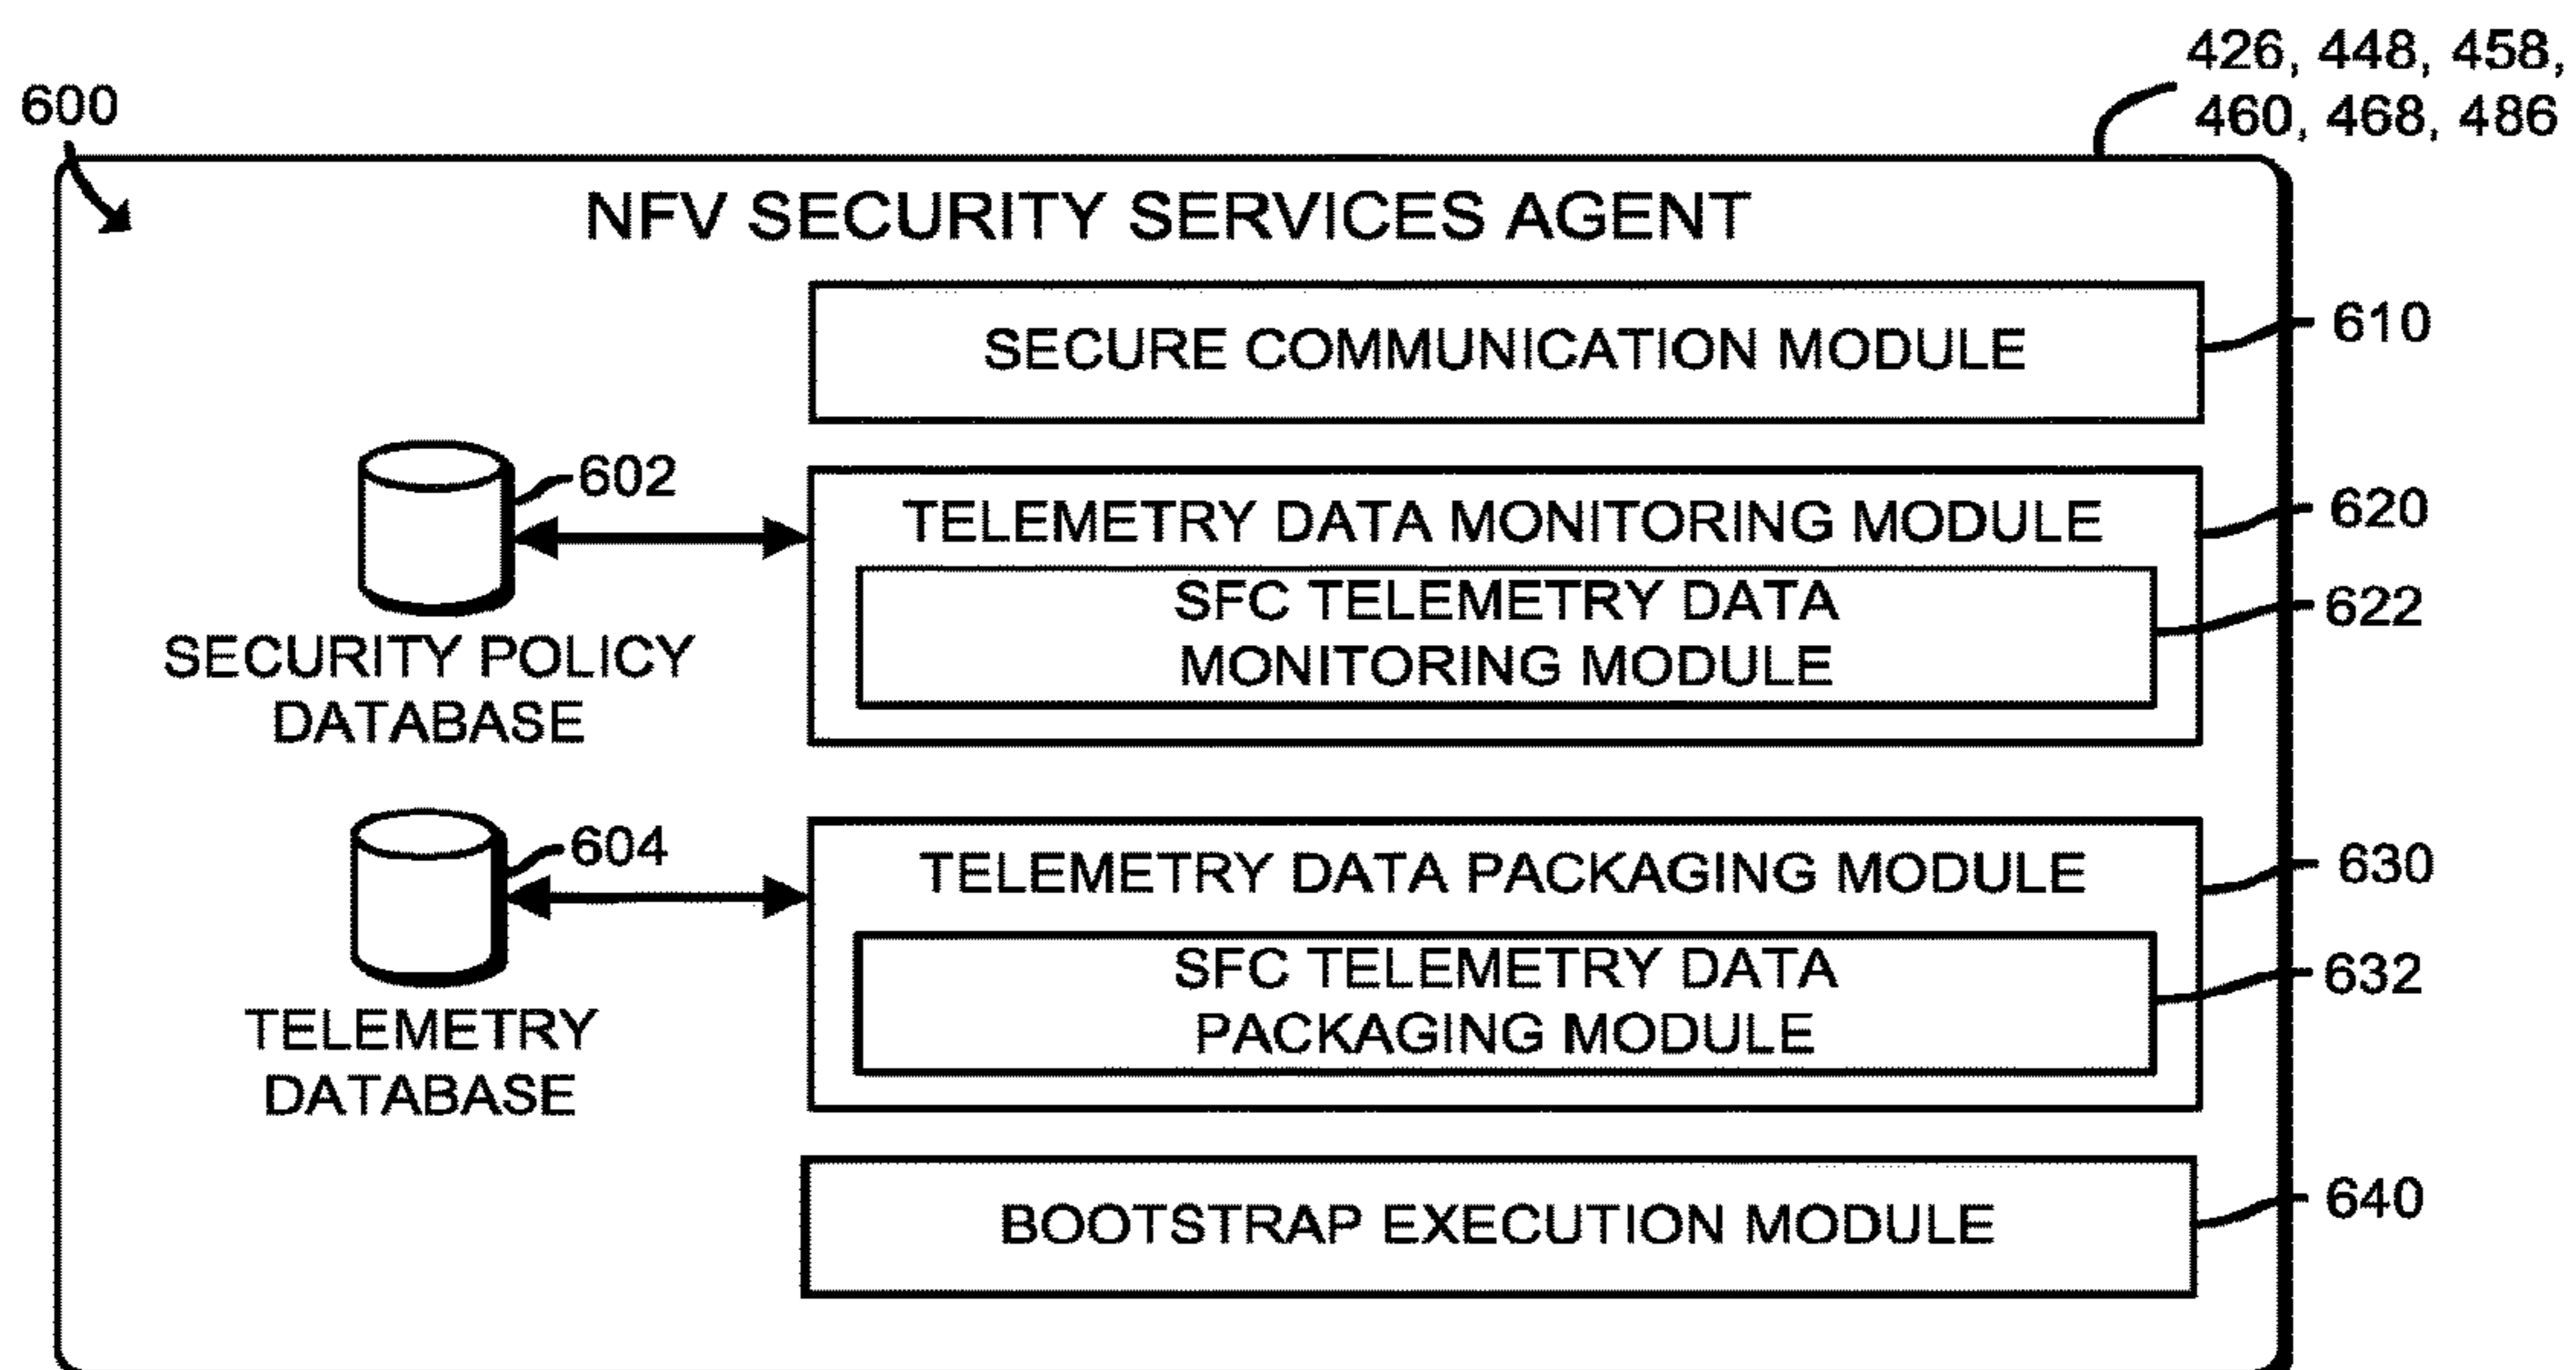 426, 448, 458,
460, 468, 486
600
NFV SECURITY SERVICES AGENT
SECURE COMMUNICATION MODULE
610
602
SECURITY POLICY
DATABASE
TELEMETRY DATA MONITORING MODULE
620
SFC TELEMETRY DATA
MONITORING MODULE
622
604
TELEMETRY
DATABASE
TELEMETRY DATA PACKAGING MODULE
630
SFC TELEMETRY DATA
PACKAGING MODULE
632
BOOTSTRAP EXECUTION MODULE
640